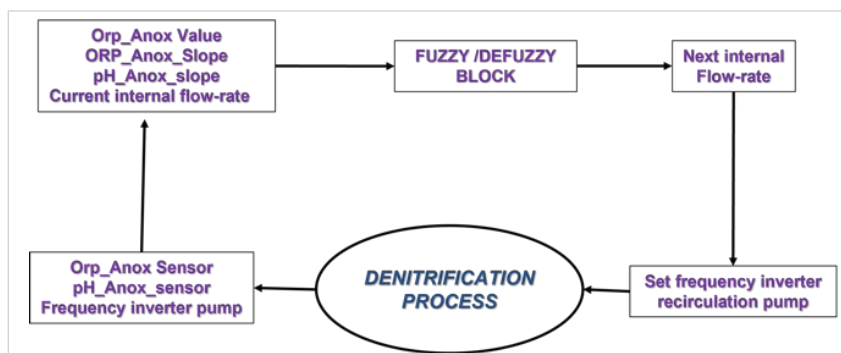 Orp_Anox Value
ORP_Anox_Slope
pH_Anox_slope
Current internal flow-rate
FUZZY /DEFUZZY
BLOCK
Next internal
Flow-rate
Orp_Anox Sensor
pH_Anox_sensor
Frequency inverter pump
DENITRIFICATION
PROCESS
Set frequency inverter
recirculation pump